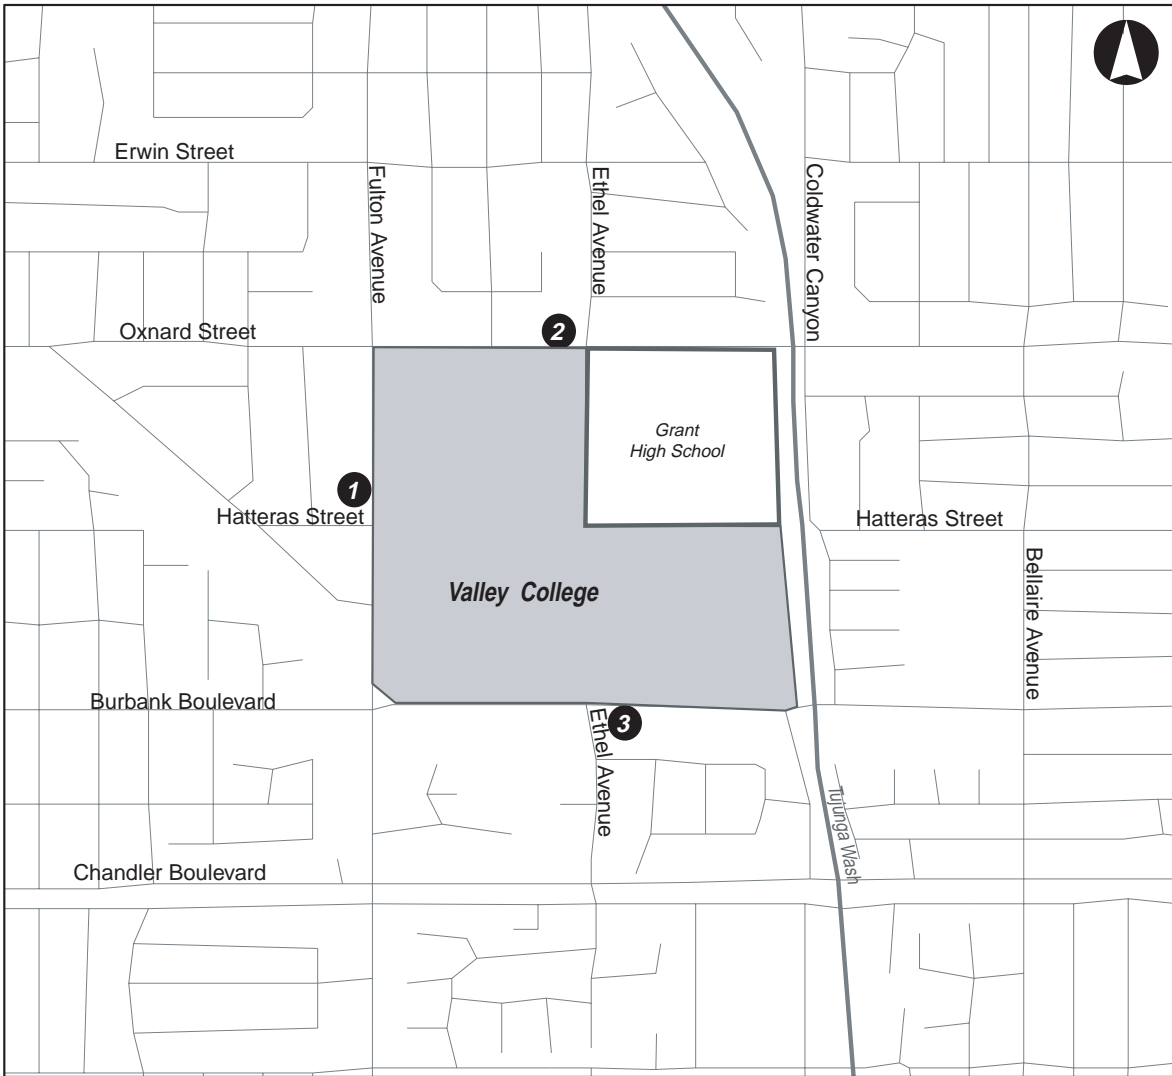 Erwin Street
Fulton Avenue
Ethel Avenue
Coldwater Canyon
Oxnard Street
2
Grant
High School
1
Hatteras Street
Hatteras Street
Valley College
Bellaire Avenue
Burbank Boulevard
Ethel Avenue
3
Tujunga Wash
Chandler Boulevard